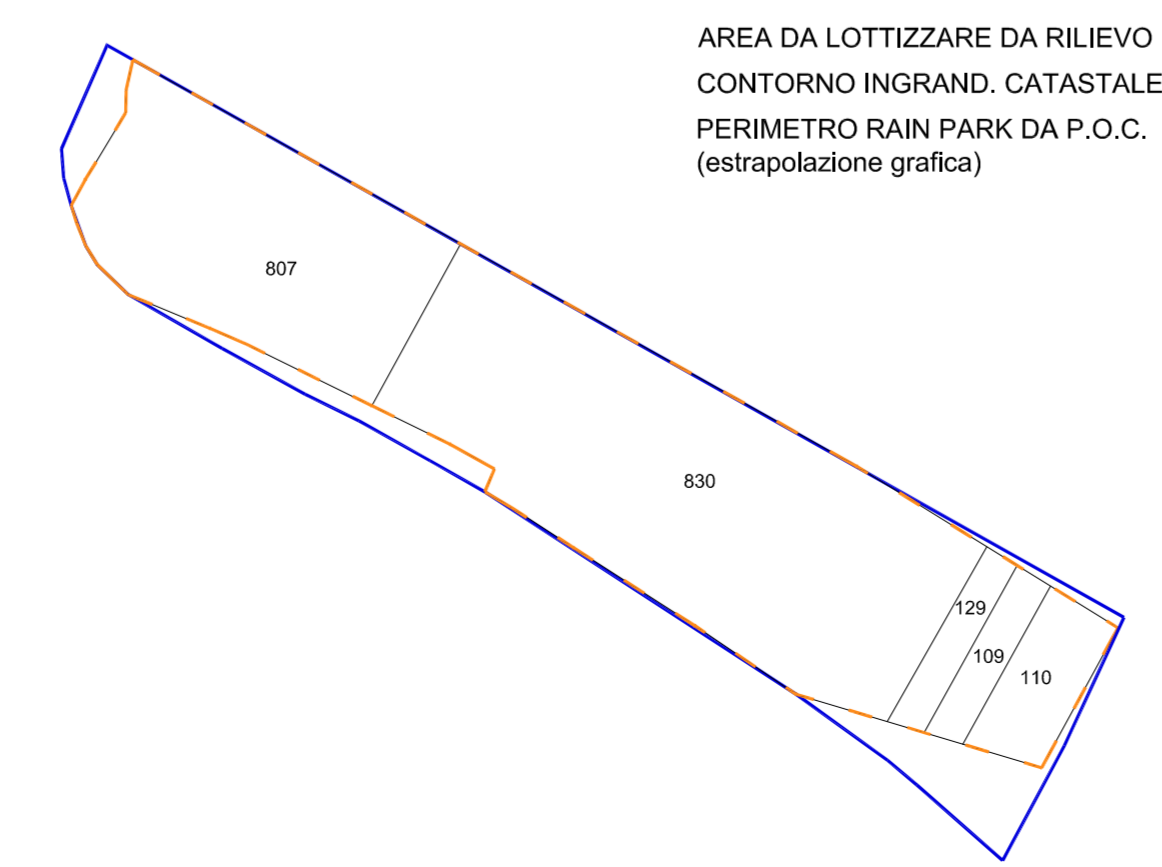 AREA DA LOTTIZZARE DA RILIEVO
CONTORNO INGRAND. CATASTALE
PERIMETRO RAIN PARK DA P.O.C.
(estrapolazione grafica)
807
830
129
109
110